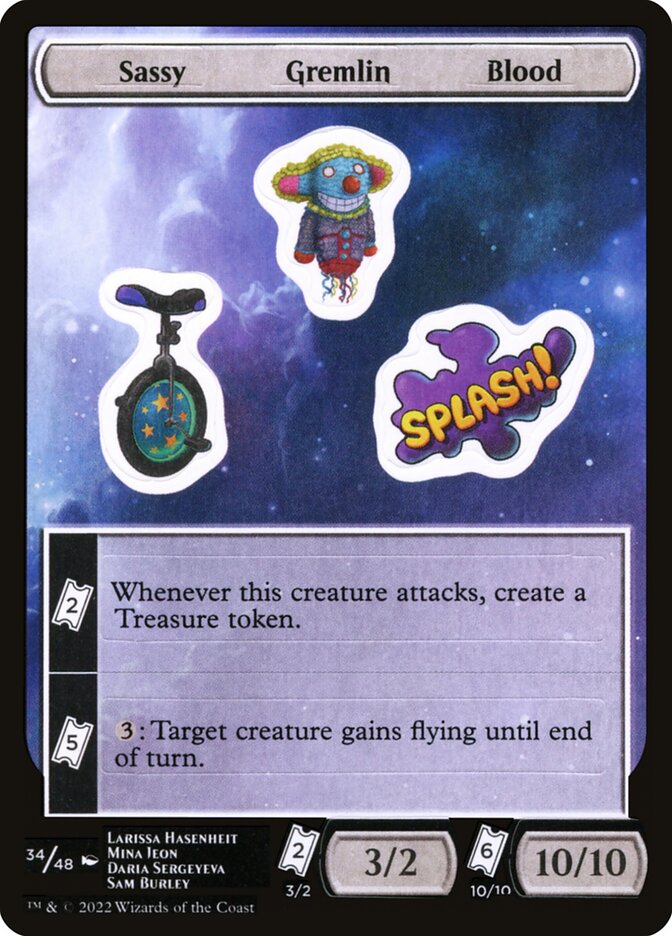 Sassy Gremlin Blood
SPLASH!
2
Whenever this creature attacks, create a
Treasure token.
5
3: Target creature gains flying until end
of turn.
34/48
Larissa Hasenheit
Mina Jeon
Daria Sergeyeva
Sam Burley
2
3/2
3/2
6
10/10
10/10
™ & © 2022 Wizards of the Coast